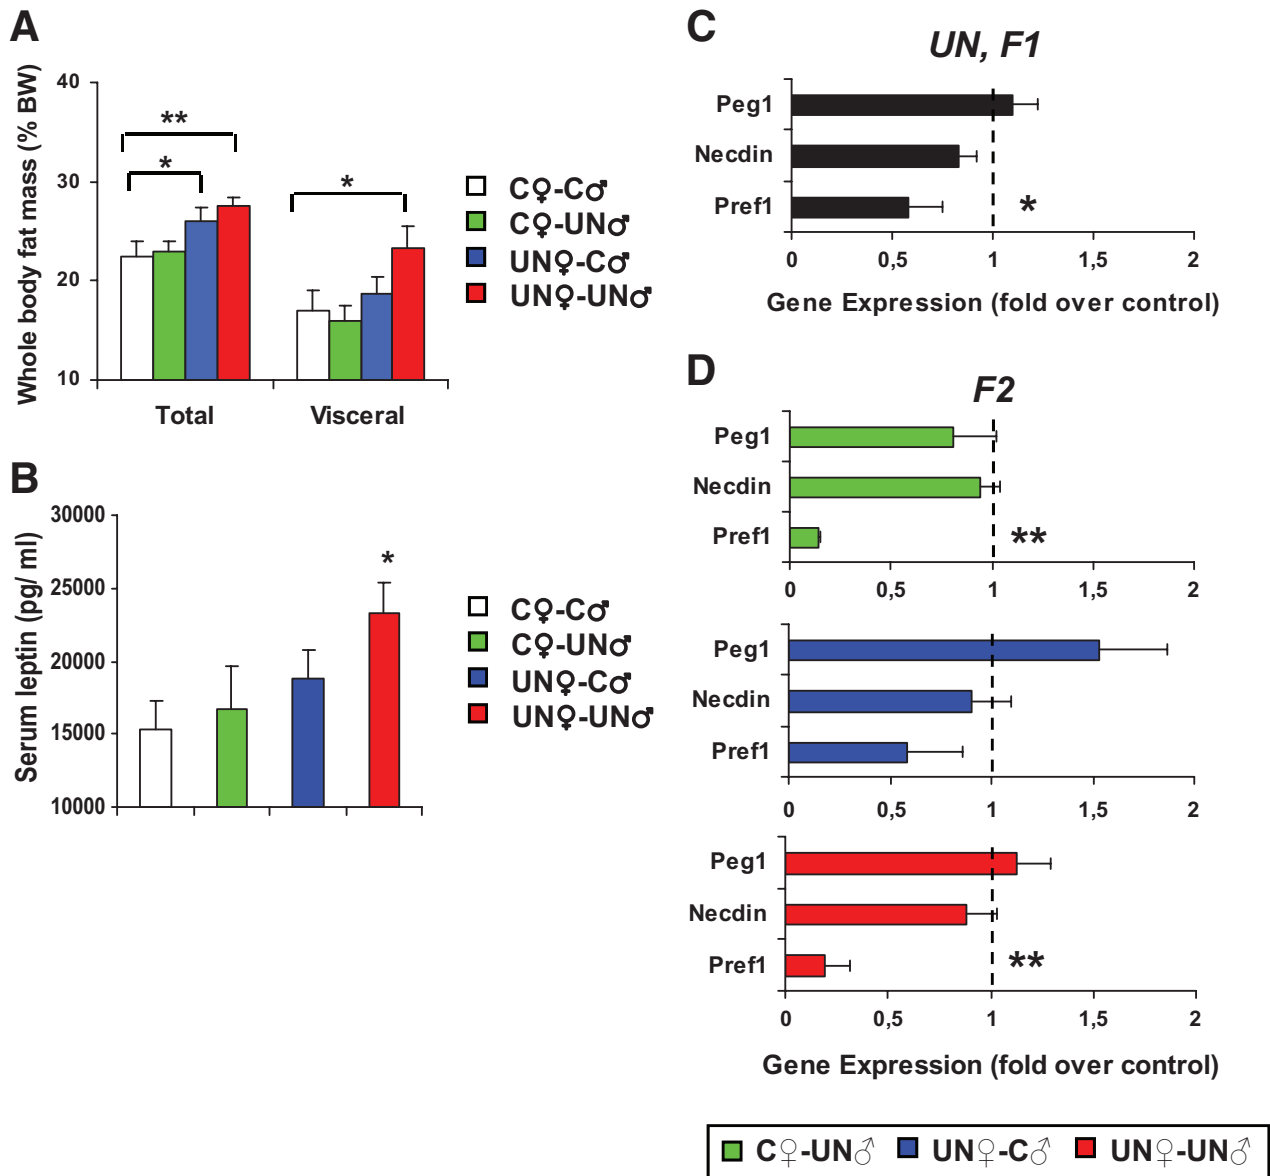 A
Whole body fat mass (% BW)
40
30
20
10
**
*
*
Total
Visceral
C♀-C♂
C♀-UN♂
UN♀-C♂
UN♀-UN♂
B
Serum leptin (pg/ ml)
30000
25000
20000
15000
10000
*
C♀-C♂
C♀-UN♂
UN♀-C♂
UN♀-UN♂
C
UN, F1
Peg1
Necdin
Pref1
*
0 0,5 1 1,5 2
Gene Expression (fold over control)
D
F2
Peg1
Necdin
Pref1
**
0 0,5 1 1,5 2
Peg1
Necdin
Pref1
0 0,5 1 1,5 2
Peg1
Necdin
Pref1
**
0 0,5 1 1,5 2
Gene Expression (fold over control)
C♀-UN♂ UN♀-C♂ UN♀-UN♂